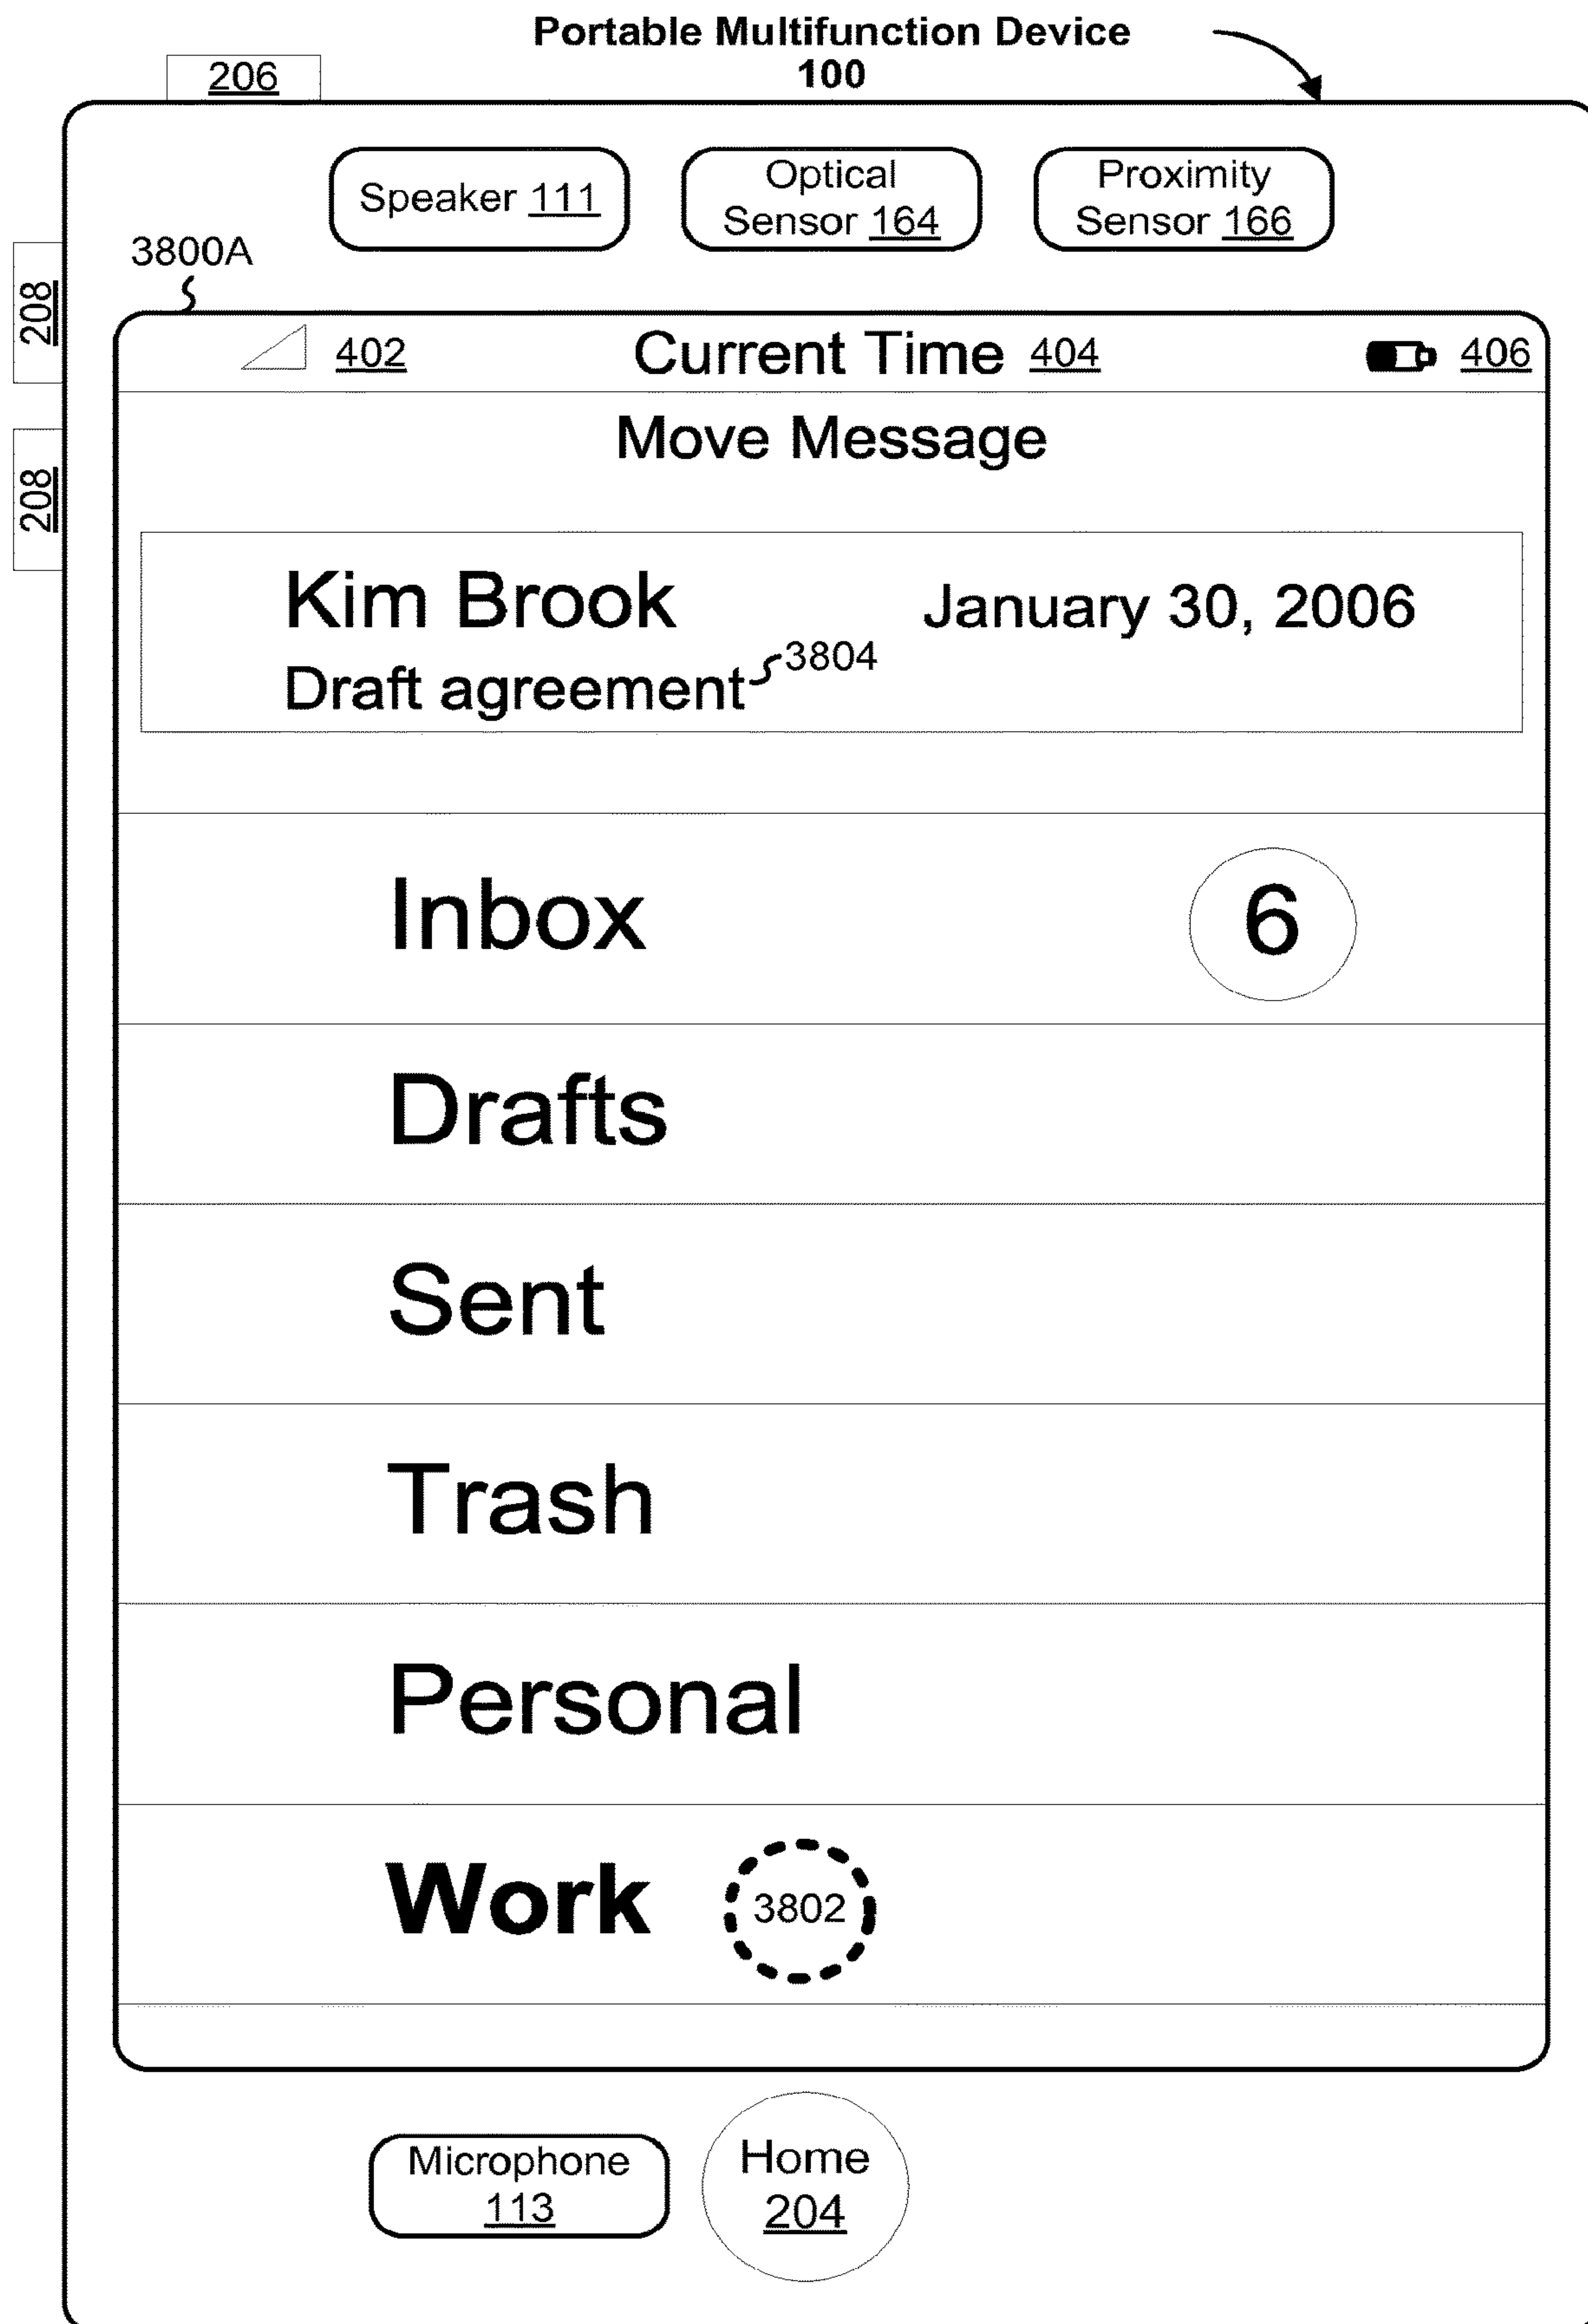 Portable Multifunction Device
100
206
Speaker 111
Optical
Sensor 164
Proximity
Sensor 166
3800A
208
208
402
Current Time 404
406
Move Message
Kim Brook
January 30, 2006
Draft agreement
3804
Inbox
6
Drafts
Sent
Trash
Personal
Work
3802
Microphone
113
Home
204